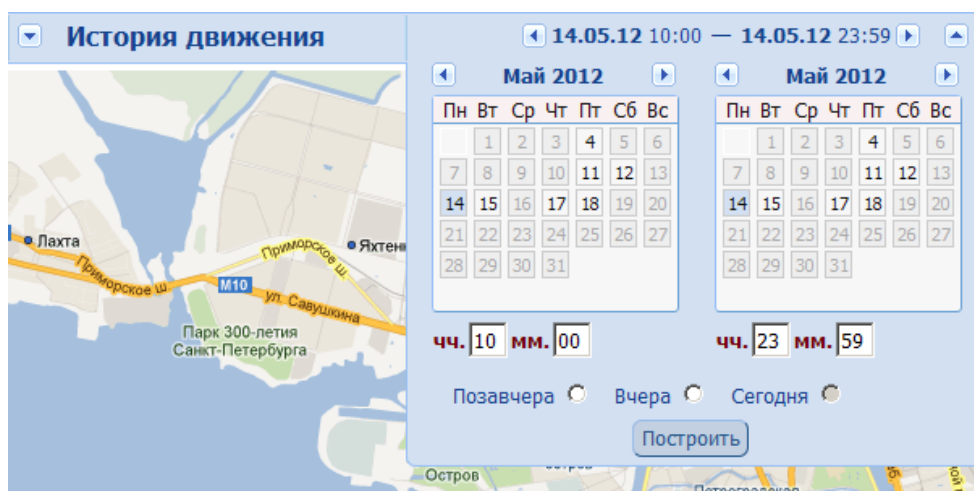 История движения
14.05.12 10:00 — 14.05.12 23:59
Май 2012
Пн Вт Ср Чт Пт Сб Вс
1 2 3 4 5 6
7 8 9 10 11 12 13
14 15 16 17 18 19 20
21 22 23 24 25 26 27
28 29 30 31
чч. 10 мм. 00
Май 2012
Пн Вт Ср Чт Пт Сб Вс
1 2 3 4 5 6
7 8 9 10 11 12 13
14 15 16 17 18 19 20
21 22 23 24 25 26 27
28 29 30 31
чч. 23 мм. 59
Позавчера Вчера Сегодня
Построить
Лахта
Приморское ш.
Яхтен
Приморское ш.
М10
ул. Савушкина
Парк 300-летия
Санкт-Петербурга
Остров